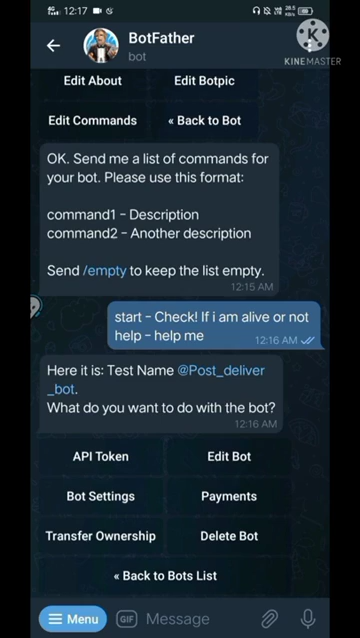 4G 12:17 26.5 KB/s
BotFather
bot
KINEMASTER
Edit About Edit Botpic
Edit Commands « Back to Bot
OK. Send me a list of commands for
your bot. Please use this format:
command1 - Description
command2 - Another description
Send /empty to keep the list empty.
12:15 AM
start - Check! If i am alive or not
help - help me
12:16 AM
Here it is: Test Name @Post_deliver
_bot.
What do you want to do with the bot?
12:16 AM
API Token Edit Bot
Bot Settings Payments
Transfer Ownership Delete Bot
« Back to Bots List
Menu GIF Message